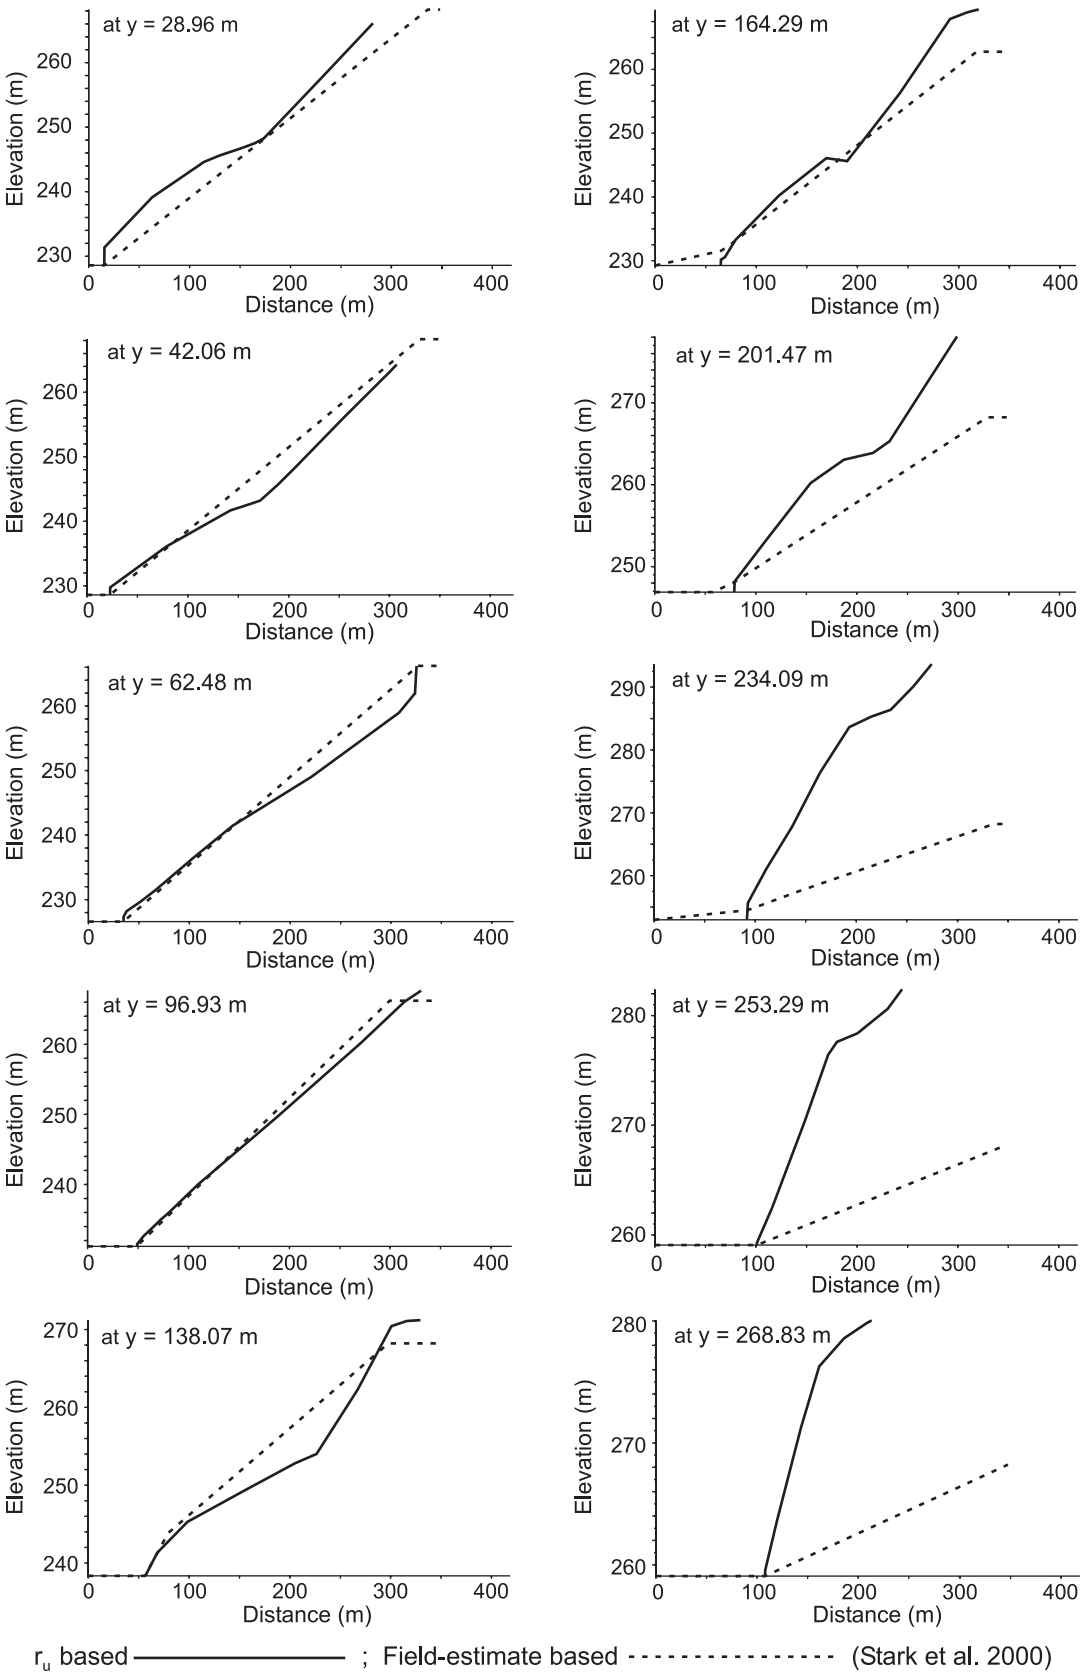 at y = 28.96 m
Elevation (m)
260
250
240
230
0 100 200 300 400
Distance (m)
at y = 164.29 m
Elevation (m)
260
250
240
230
0 100 200 300 400
Distance (m)
at y = 42.06 m
Elevation (m)
260
250
240
230
0 100 200 300 400
Distance (m)
at y = 201.47 m
Elevation (m)
270
260
250
0 100 200 300 400
Distance (m)
at y = 62.48 m
Elevation (m)
260
250
240
230
0 100 200 300 400
Distance (m)
at y = 234.09 m
Elevation (m)
290
280
270
260
0 100 200 300 400
Distance (m)
at y = 96.93 m
Elevation (m)
260
250
240
0 100 200 300 400
Distance (m)
at y = 253.29 m
Elevation (m)
280
270
260
0 100 200 300 400
Distance (m)
at y = 138.07 m
Elevation (m)
270
260
250
240
0 100 200 300 400
Distance (m)
at y = 268.83 m
Elevation (m)
280
270
260
0 100 200 300 400
Distance (m)
r_u based ; Field-estimate based (Stark et al. 2000)